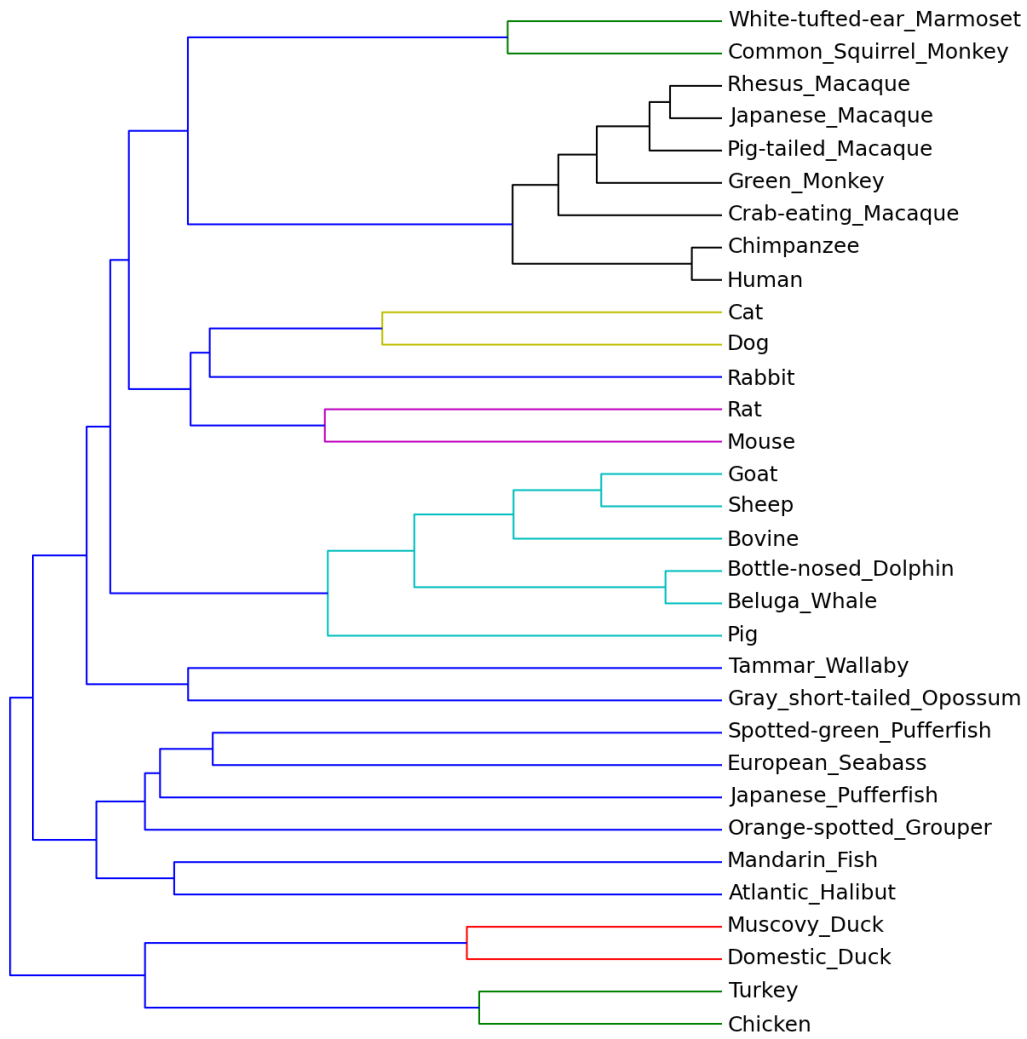 White-tufted-ear_Marmoset
Common_Squirrel_Monkey
Rhesus_Macaque
Japanese_Macaque
Pig-tailed_Macaque
Green_Monkey
Crab-eating_Macaque
Chimpanzee
Human
Cat
Dog
Rabbit
Rat
Mouse
Goat
Sheep
Bovine
Bottle-nosed_Dolphin
Beluga_Whale
Pig
Tammar_Wallaby
Gray_short-tailed_Opossum
Spotted-green_Pufferfish
European_Seabass
Japanese_Pufferfish
Orange-spotted_Grouper
Mandarin_Fish
Atlantic_Halibut
Muscovy_Duck
Domestic_Duck
Turkey
Chicken